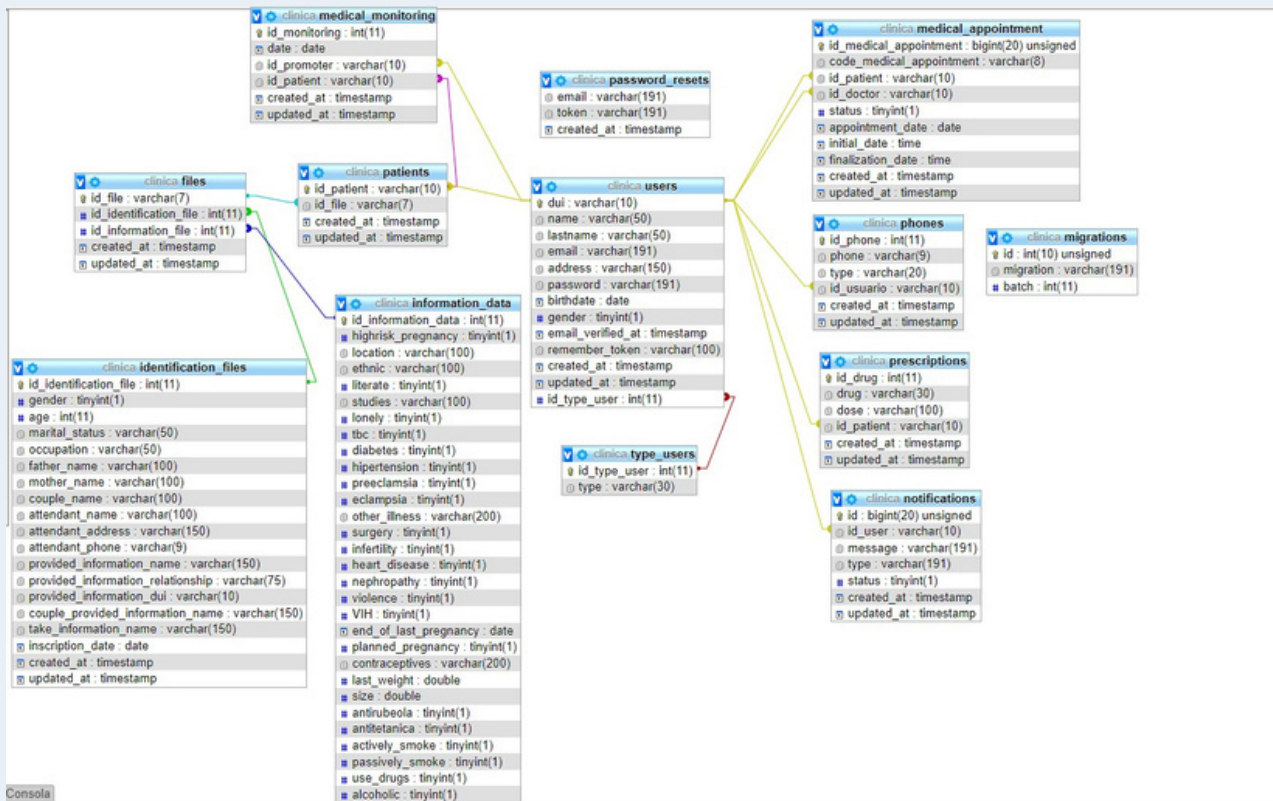 clinica medical_monitoring
id_monitoring : int(11)
date : date
id_promoter : varchar(10)
id_patient : varchar(10)
created_at : timestamp
updated_at : timestamp
clinica password_resets
email : varchar(191)
token : varchar(191)
created_at : timestamp
clinica medical_appointment
id_medical_appointment : bigint(20) unsigned
code_medical_appointment : varchar(8)
id_patient : varchar(10)
id_doctor : varchar(10)
status : tinyint(1)
appointment_date : date
initial_date : time
finalization_date : time
created_at : timestamp
updated_at : timestamp
clinica files
id_file : varchar(7)
id_identification_file : int(11)
id_information_file : int(11)
created_at : timestamp
updated_at : timestamp
clinica patients
id_patient : varchar(10)
id_file : varchar(7)
created_at : timestamp
updated_at : timestamp
clinica users
dui : varchar(10)
name : varchar(50)
lastname : varchar(50)
email : varchar(191)
address : varchar(150)
password : varchar(191)
birthdate : date
gender : tinyint(1)
email_verified_at : timestamp
remember_token : varchar(100)
created_at : timestamp
updated_at : timestamp
id_type_user : int(11)
clinica phones
id_phone : int(11)
phone : varchar(9)
type : varchar(20)
id_usuario : varchar(10)
created_at : timestamp
updated_at : timestamp
clinica migrations
id : int(10) unsigned
migration : varchar(191)
batch : int(11)
clinica identification_files
id_identification_file : int(11)
gender : tinyint(1)
age : int(11)
marital_status : varchar(50)
occupation : varchar(50)
father_name : varchar(100)
mother_name : varchar(100)
couple_name : varchar(100)
attendant_name : varchar(100)
attendant_address : varchar(150)
attendant_phone : varchar(9)
provided_information_name : varchar(150)
provided_information_relationship : varchar(75)
provided_information_dui : varchar(10)
couple_provided_information_name : varchar(150)
take_information_name : varchar(150)
inscription_date : date
created_at : timestamp
updated_at : timestamp
clinica information_data
id_information_data : int(11)
highrisk_pregnancy : tinyint(1)
location : varchar(100)
ethnic : varchar(100)
literate : tinyint(1)
studies : varchar(100)
lonely : tinyint(1)
tbc : tinyint(1)
diabetes : tinyint(1)
hipertension : tinyint(1)
preeclamsia : tinyint(1)
eclampsia : tinyint(1)
other_illness : varchar(200)
surgery : tinyint(1)
infertility : tinyint(1)
heart_disease : tinyint(1)
nephropathy : tinyint(1)
violence : tinyint(1)
VIH : tinyint(1)
end_of_last_pregnancy : date
planned_pregnancy : tinyint(1)
contraceptives : varchar(200)
last_weight : double
size : double
antirubeola : tinyint(1)
antitetanica : tinyint(1)
actively_smoke : tinyint(1)
passively_smoke : tinyint(1)
use_drugs : tinyint(1)
alcoholic : tinyint(1)
clinica type_users
id_type_user : int(11)
type : varchar(30)
clinica prescriptions
id_drug : int(11)
drug : varchar(30)
dose : varchar(100)
id_patient : varchar(10)
created_at : timestamp
updated_at : timestamp
clinica notifications
id : bigint(20) unsigned
id_user : varchar(10)
message : varchar(191)
type : varchar(191)
status : tinyint(1)
created_at : timestamp
updated_at : timestamp
Consola